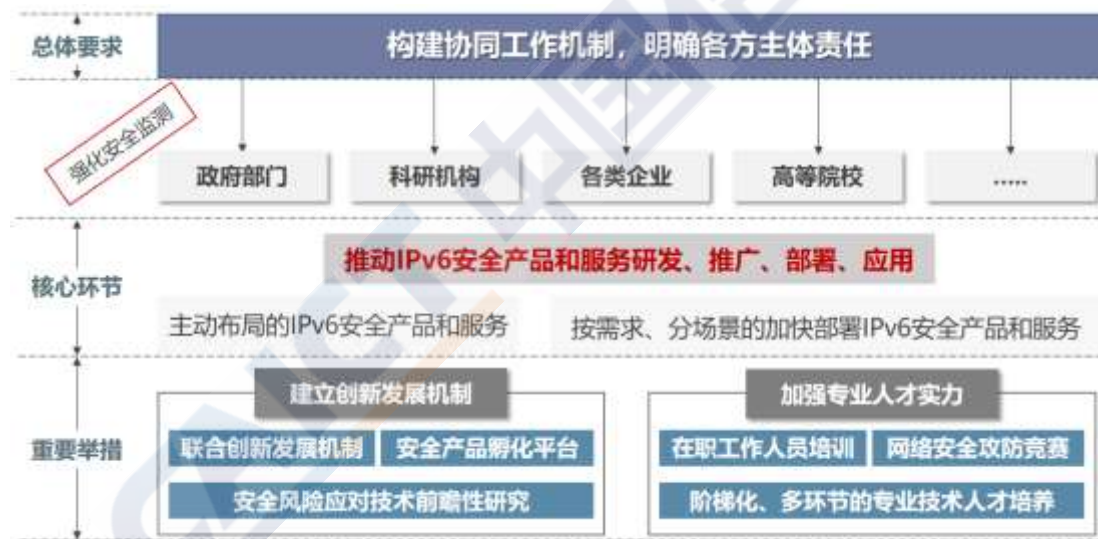 总体要求
构建协同工作机制，明确各方主体责任
强化安全监测
政府部门
科研机构
各类企业
高等院校
.....
核心环节
推动IPv6安全产品和服务研发、推广、部署、应用
主动布局的IPv6安全产品和服务
按需求、分场景的加快部署IPv6安全产品和服务
重要举措
建立创新发展机制
联合创新发展机制
安全产品孵化平台
安全风险应对技术前瞻性研究
加强专业人才实力
在职工作人员培训
网络安全攻防竞赛
阶梯化、多环节的专业技术人才培养
CAICT 中国信